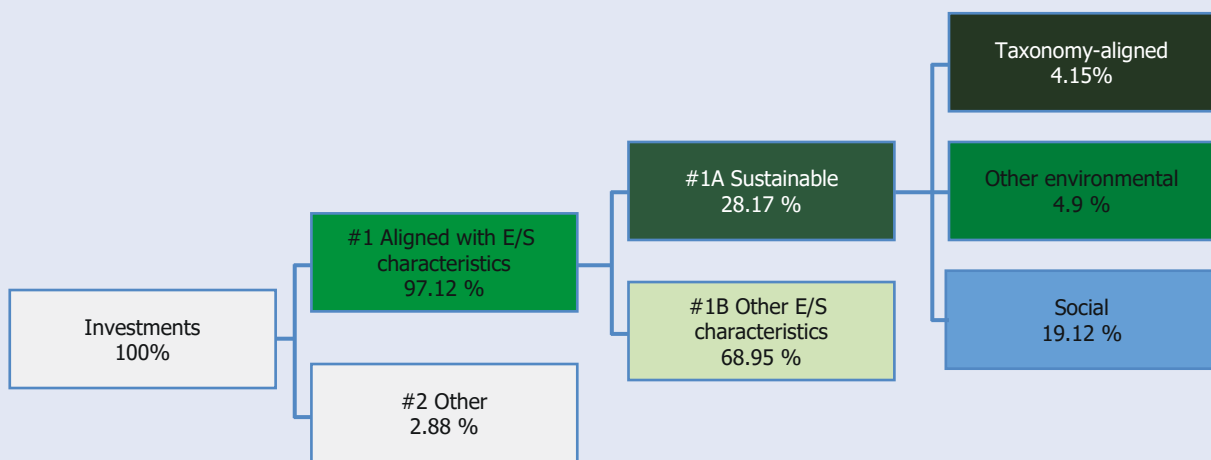 Investments
100%
#1 Aligned with E/S
characteristics
97.12 %
#2 Other
2.88 %
#1A Sustainable
28.17 %
#1B Other E/S
characteristics
68.95 %
Taxonomy-aligned
4.15%
Other environmental
4.9 %
Social
19.12 %